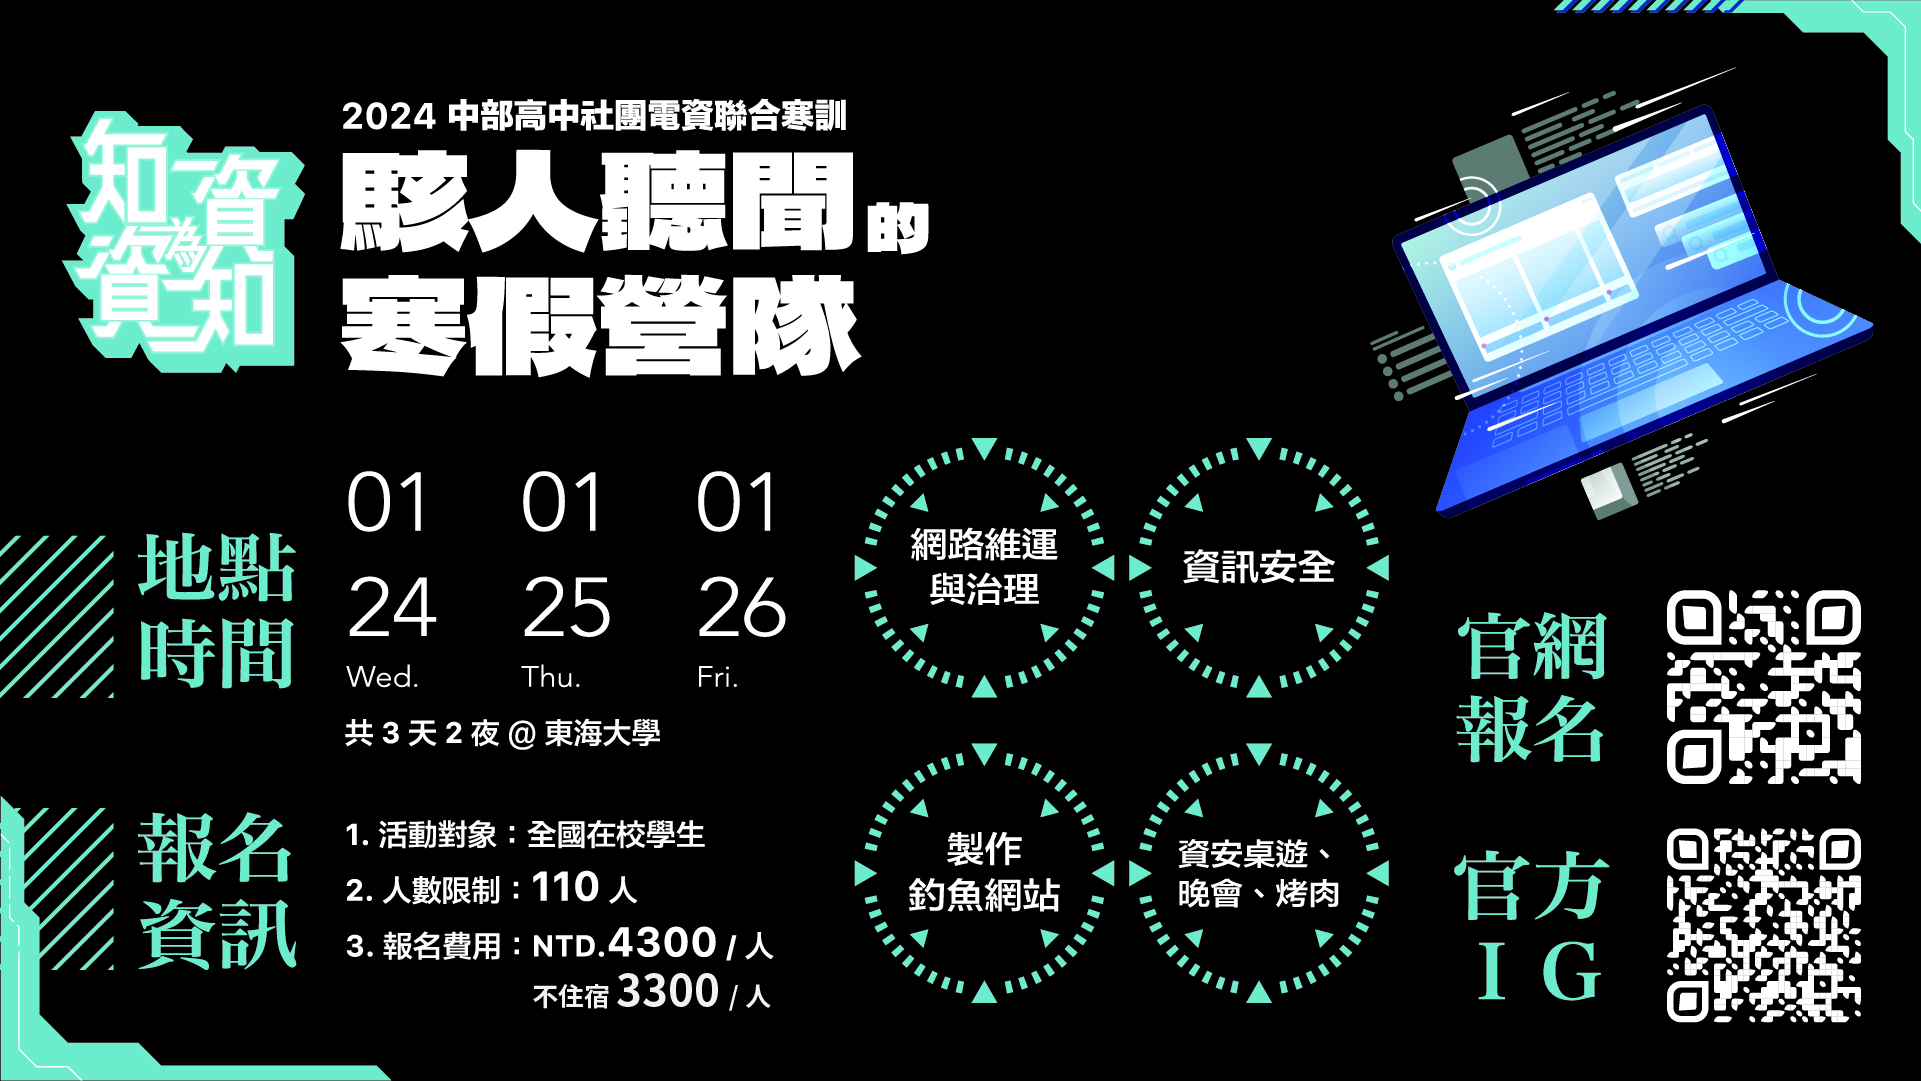 知資為資知
2024 中部高中社團電資聯合寒訓
駭人聽聞的
寒假營隊
地點
時間
01 01 01
24 25 26
Wed. Thu. Fri.
共 3 天 2 夜 @ 東海大學
報名
資訊
1. 活動對象：全國在校學生
2. 人數限制：110 人
3. 報名費用：NTD.4300 / 人
不住宿 3300 / 人
網路維運
與治理
資訊安全
製作
釣魚網站
資安桌遊、
晚會、烤肉
官網
報名
官方
IG